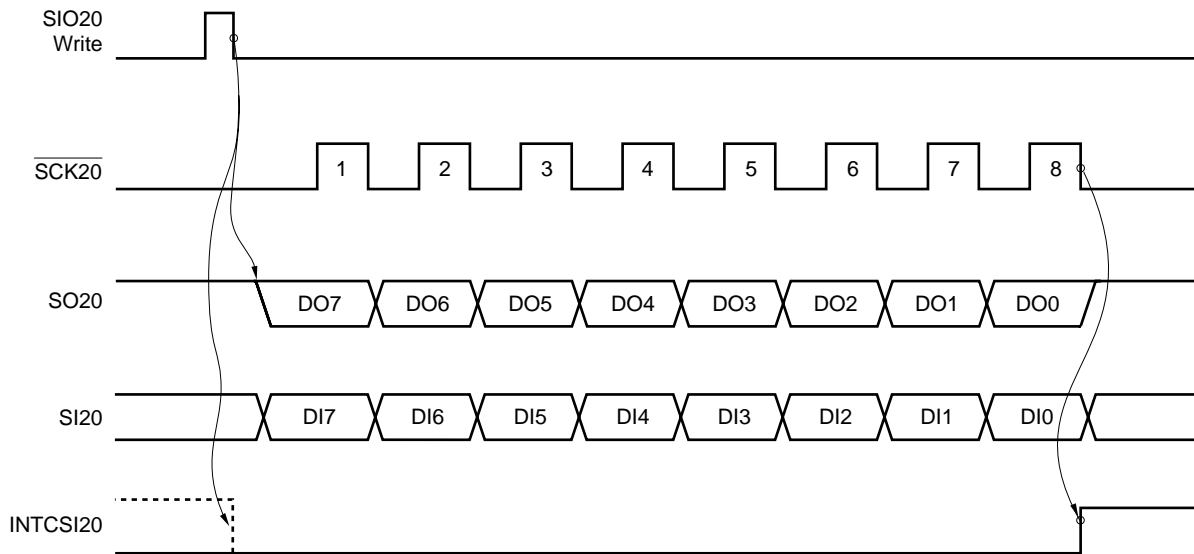 SIO20
Write
SCK20
1 2 3 4 5 6 7 8
SO20
DO7 DO6 DO5 DO4 DO3 DO2 DO1 DO0
SI20
DI7 DI6 DI5 DI4 DI3 DI2 DI1 DI0
INTCSI20